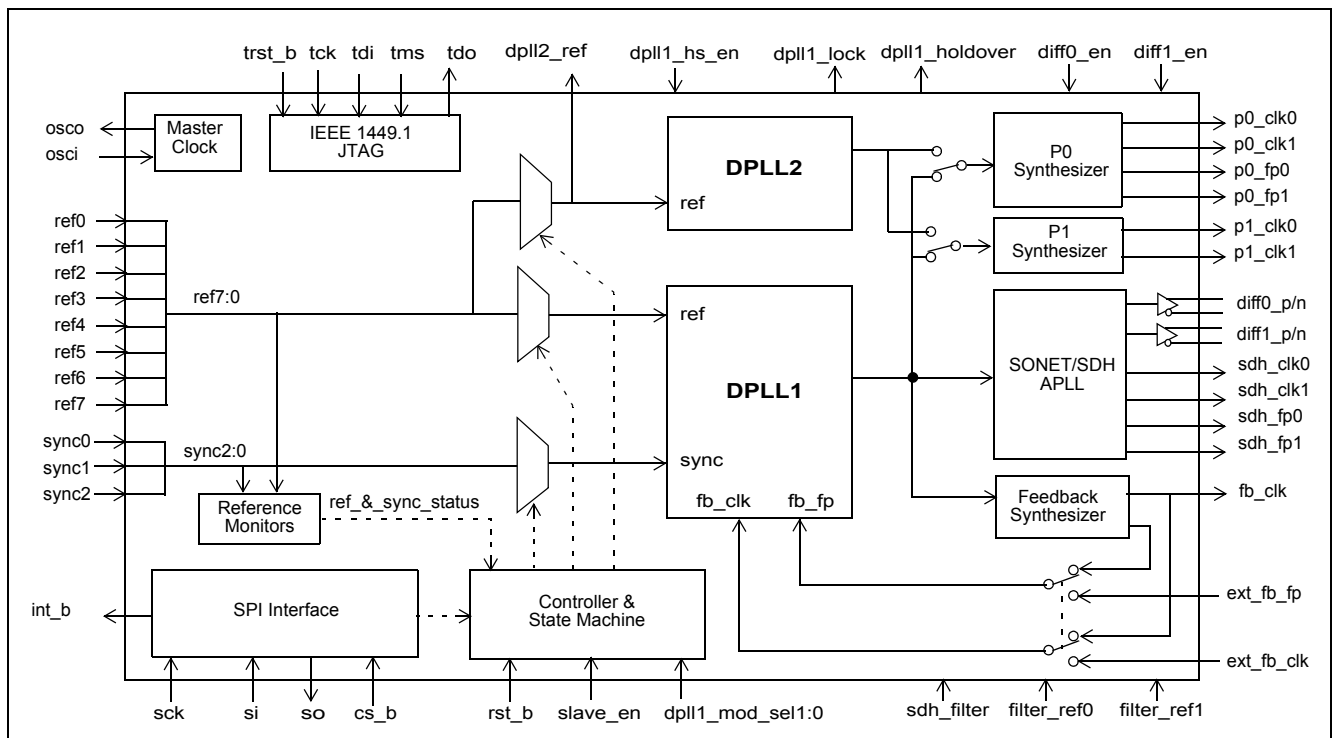 trst_b tck tdi tms tdo dpll2_ref dpll1_hs_en dpll1_lock dpll1_holdover diff0_en diff1_en
osco
osci
Master
Clock
IEEE 1449.1
JTAG
DPLL2
ref
P0
Synthesizer
p0_clk0
p0_clk1
p0_fp0
p0_fp1
P1
Synthesizer
p1_clk0
p1_clk1
ref0
ref1
ref2
ref3
ref4
ref5
ref6
ref7
ref7:0
ref
DPLL1
sync
fb_clk fb_fp
SONET/SDH
APLL
diff0_p/n
diff1_p/n
sdh_clk0
sdh_clk1
sdh_fp0
sdh_fp1
sync0
sync1
sync2
sync2:0
Reference
Monitors
ref_&_sync_status
Feedback
Synthesizer
fb_clk
ext_fb_fp
ext_fb_clk
int_b
SPI Interface
Controller &
State Machine
sck si so cs_b rst_b slave_en dpll1_mod_sel1:0 sdh_filter filter_ref0 filter_ref1